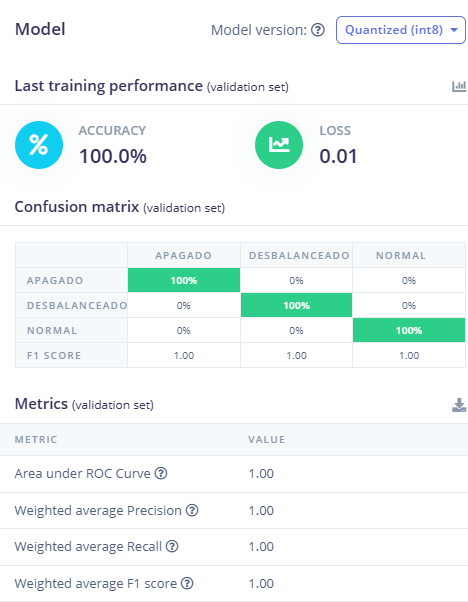 Model
Model version: Quantized (int8)
Last training performance (validation set)
%
ACCURACY
100.0%
LOSS
0.01
Confusion matrix (validation set)
APAGADO DESBALANCEADO NORMAL
APAGADO 100% 0% 0%
DESBALANCEADO 0% 100% 0%
NORMAL 0% 0% 100%
F1 SCORE 1.00 1.00 1.00
Metrics (validation set)
METRIC VALUE
Area under ROC Curve ? 1.00
Weighted average Precision ? 1.00
Weighted average Recall ? 1.00
Weighted average F1 score ? 1.00